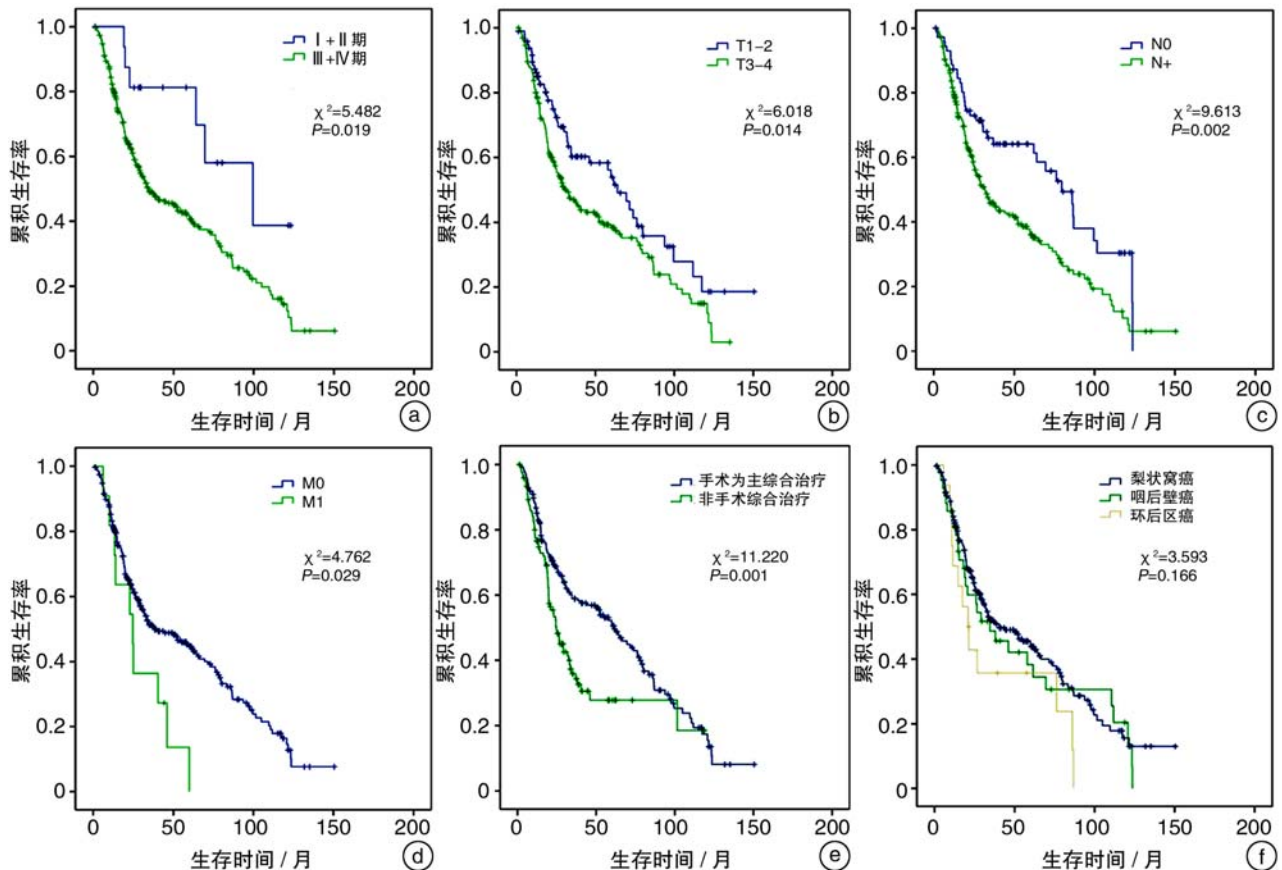 1.0
0.8
0.6
0.4
0.2
0
累积生存率
Ⅰ+Ⅱ期
Ⅲ+Ⅳ期
χ²=5.482
P=0.019
0 50 100 150 200
生存时间 / 月
a
1.0
0.8
0.6
0.4
0.2
0
累积生存率
T1-2
T3-4
χ²=6.018
P=0.014
0 50 100 150 200
生存时间 / 月
b
1.0
0.8
0.6
0.4
0.2
0
累积生存率
N0
N+
χ²=9.613
P=0.002
0 50 100 150 200
生存时间 / 月
c
1.0
0.8
0.6
0.4
0.2
0
累积生存率
M0
M1
χ²=4.762
P=0.029
0 50 100 150 200
生存时间 / 月
d
1.0
0.8
0.6
0.4
0.2
0
累积生存率
手术为主综合治疗
非手术综合治疗
χ²=11.220
P=0.001
0 50 100 150 200
生存时间 / 月
e
1.0
0.8
0.6
0.4
0.2
0
累积生存率
梨状窝癌
咽后壁癌
环后区癌
χ²=3.593
P=0.166
0 50 100 150 200
生存时间 / 月
f